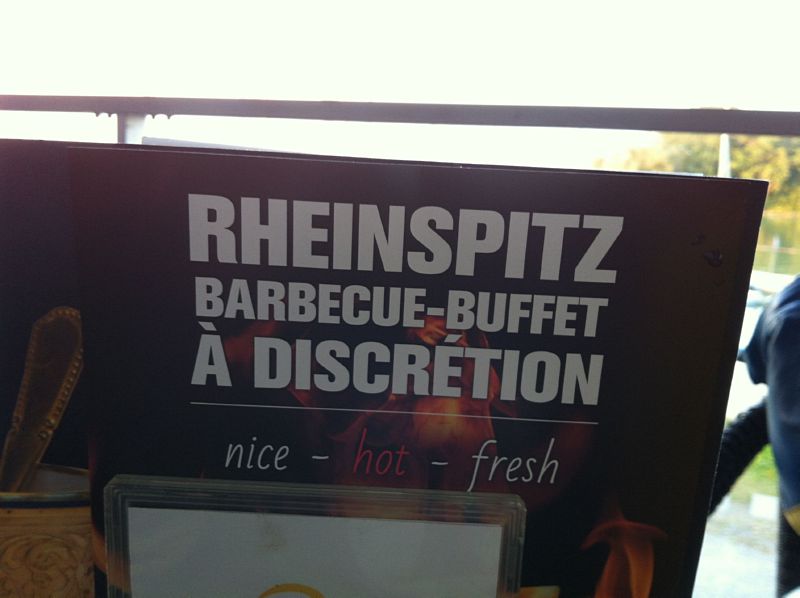 RHEINSPITZ
BARBECUE-BUFFET
À DISCRÉTION
nice - hot - fresh